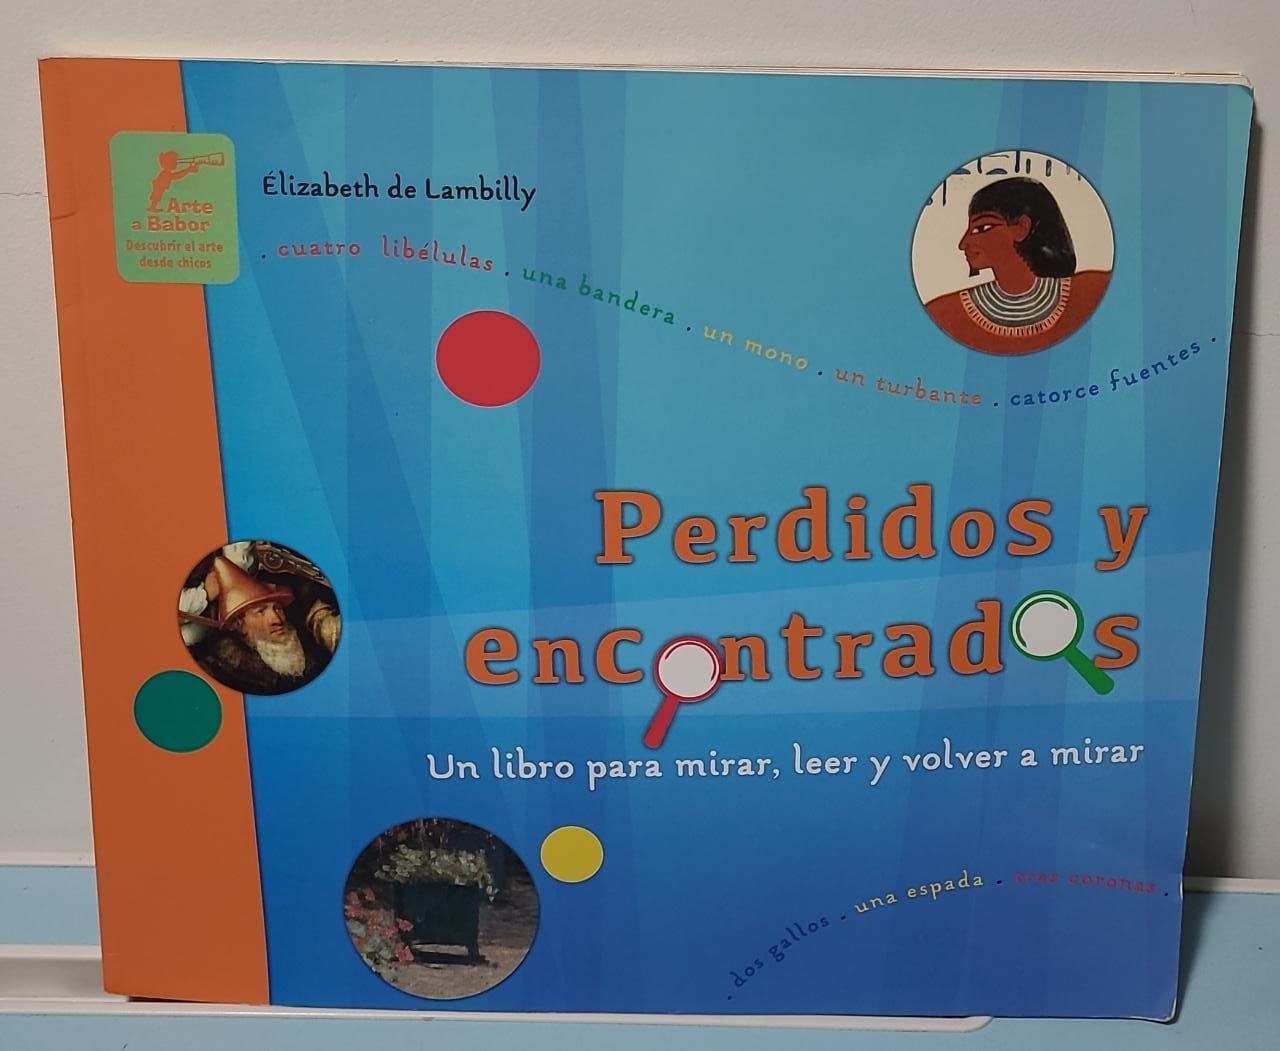 Arte
a Babor
Descubrir el arte
desde chicos
Élizabeth de Lambilly
. cuatro libélulas . una bandera . un mono . un turbante . catorce fuentes .
Perdidos y
encontrados
Un libro para mirar, leer y volver a mirar
. dos gallos . una espada . tres coronas .